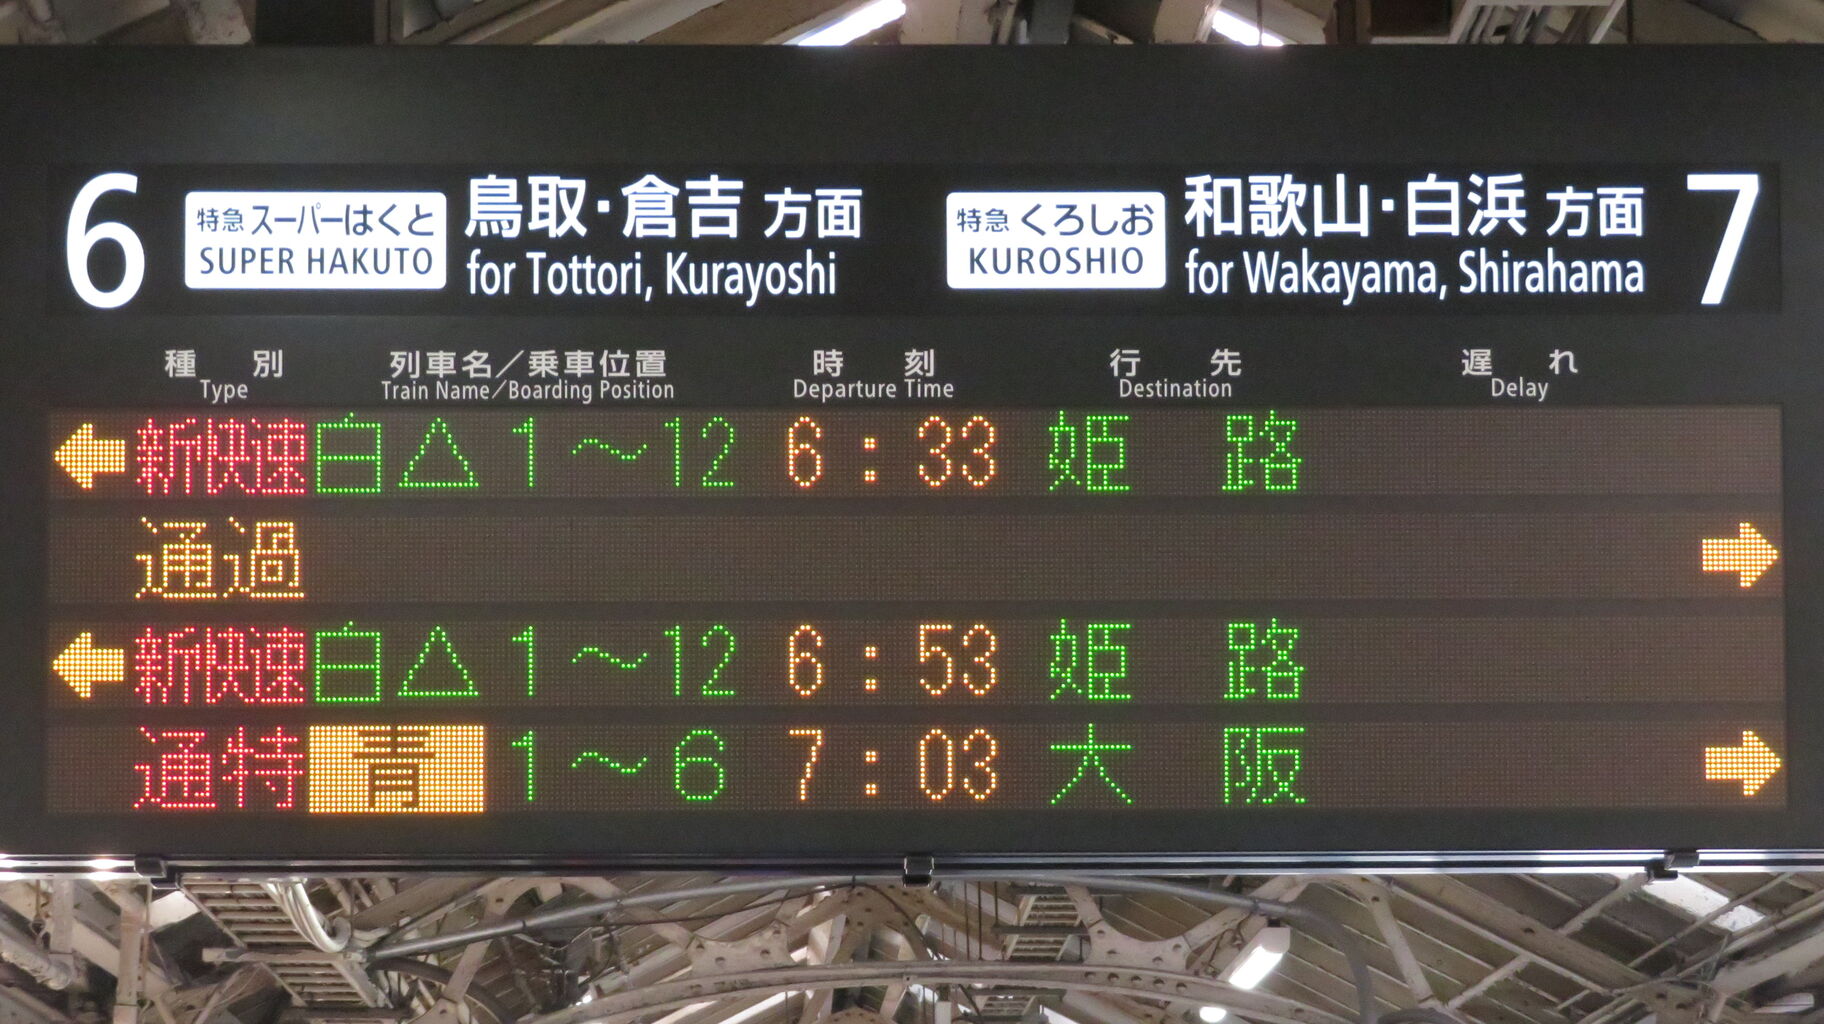 6 特急 スーパーはくと 鳥取・倉吉 方面 特急 くろしお 和歌山・白浜 方面 7
SUPER HAKUTO for Tottori, Kurayoshi KUROSHIO for Wakayama, Shirahama
種別 列車名／乗車位置 時刻 行先 遅れ
Type Train Name／Boarding Position Departure Time Destination Delay
← 新快速 白 △ 1～12 6：33 姫路
通過 →
← 新快速 白 △ 1～12 6：53 姫路
通特 青 1～6 7：03 大阪 →